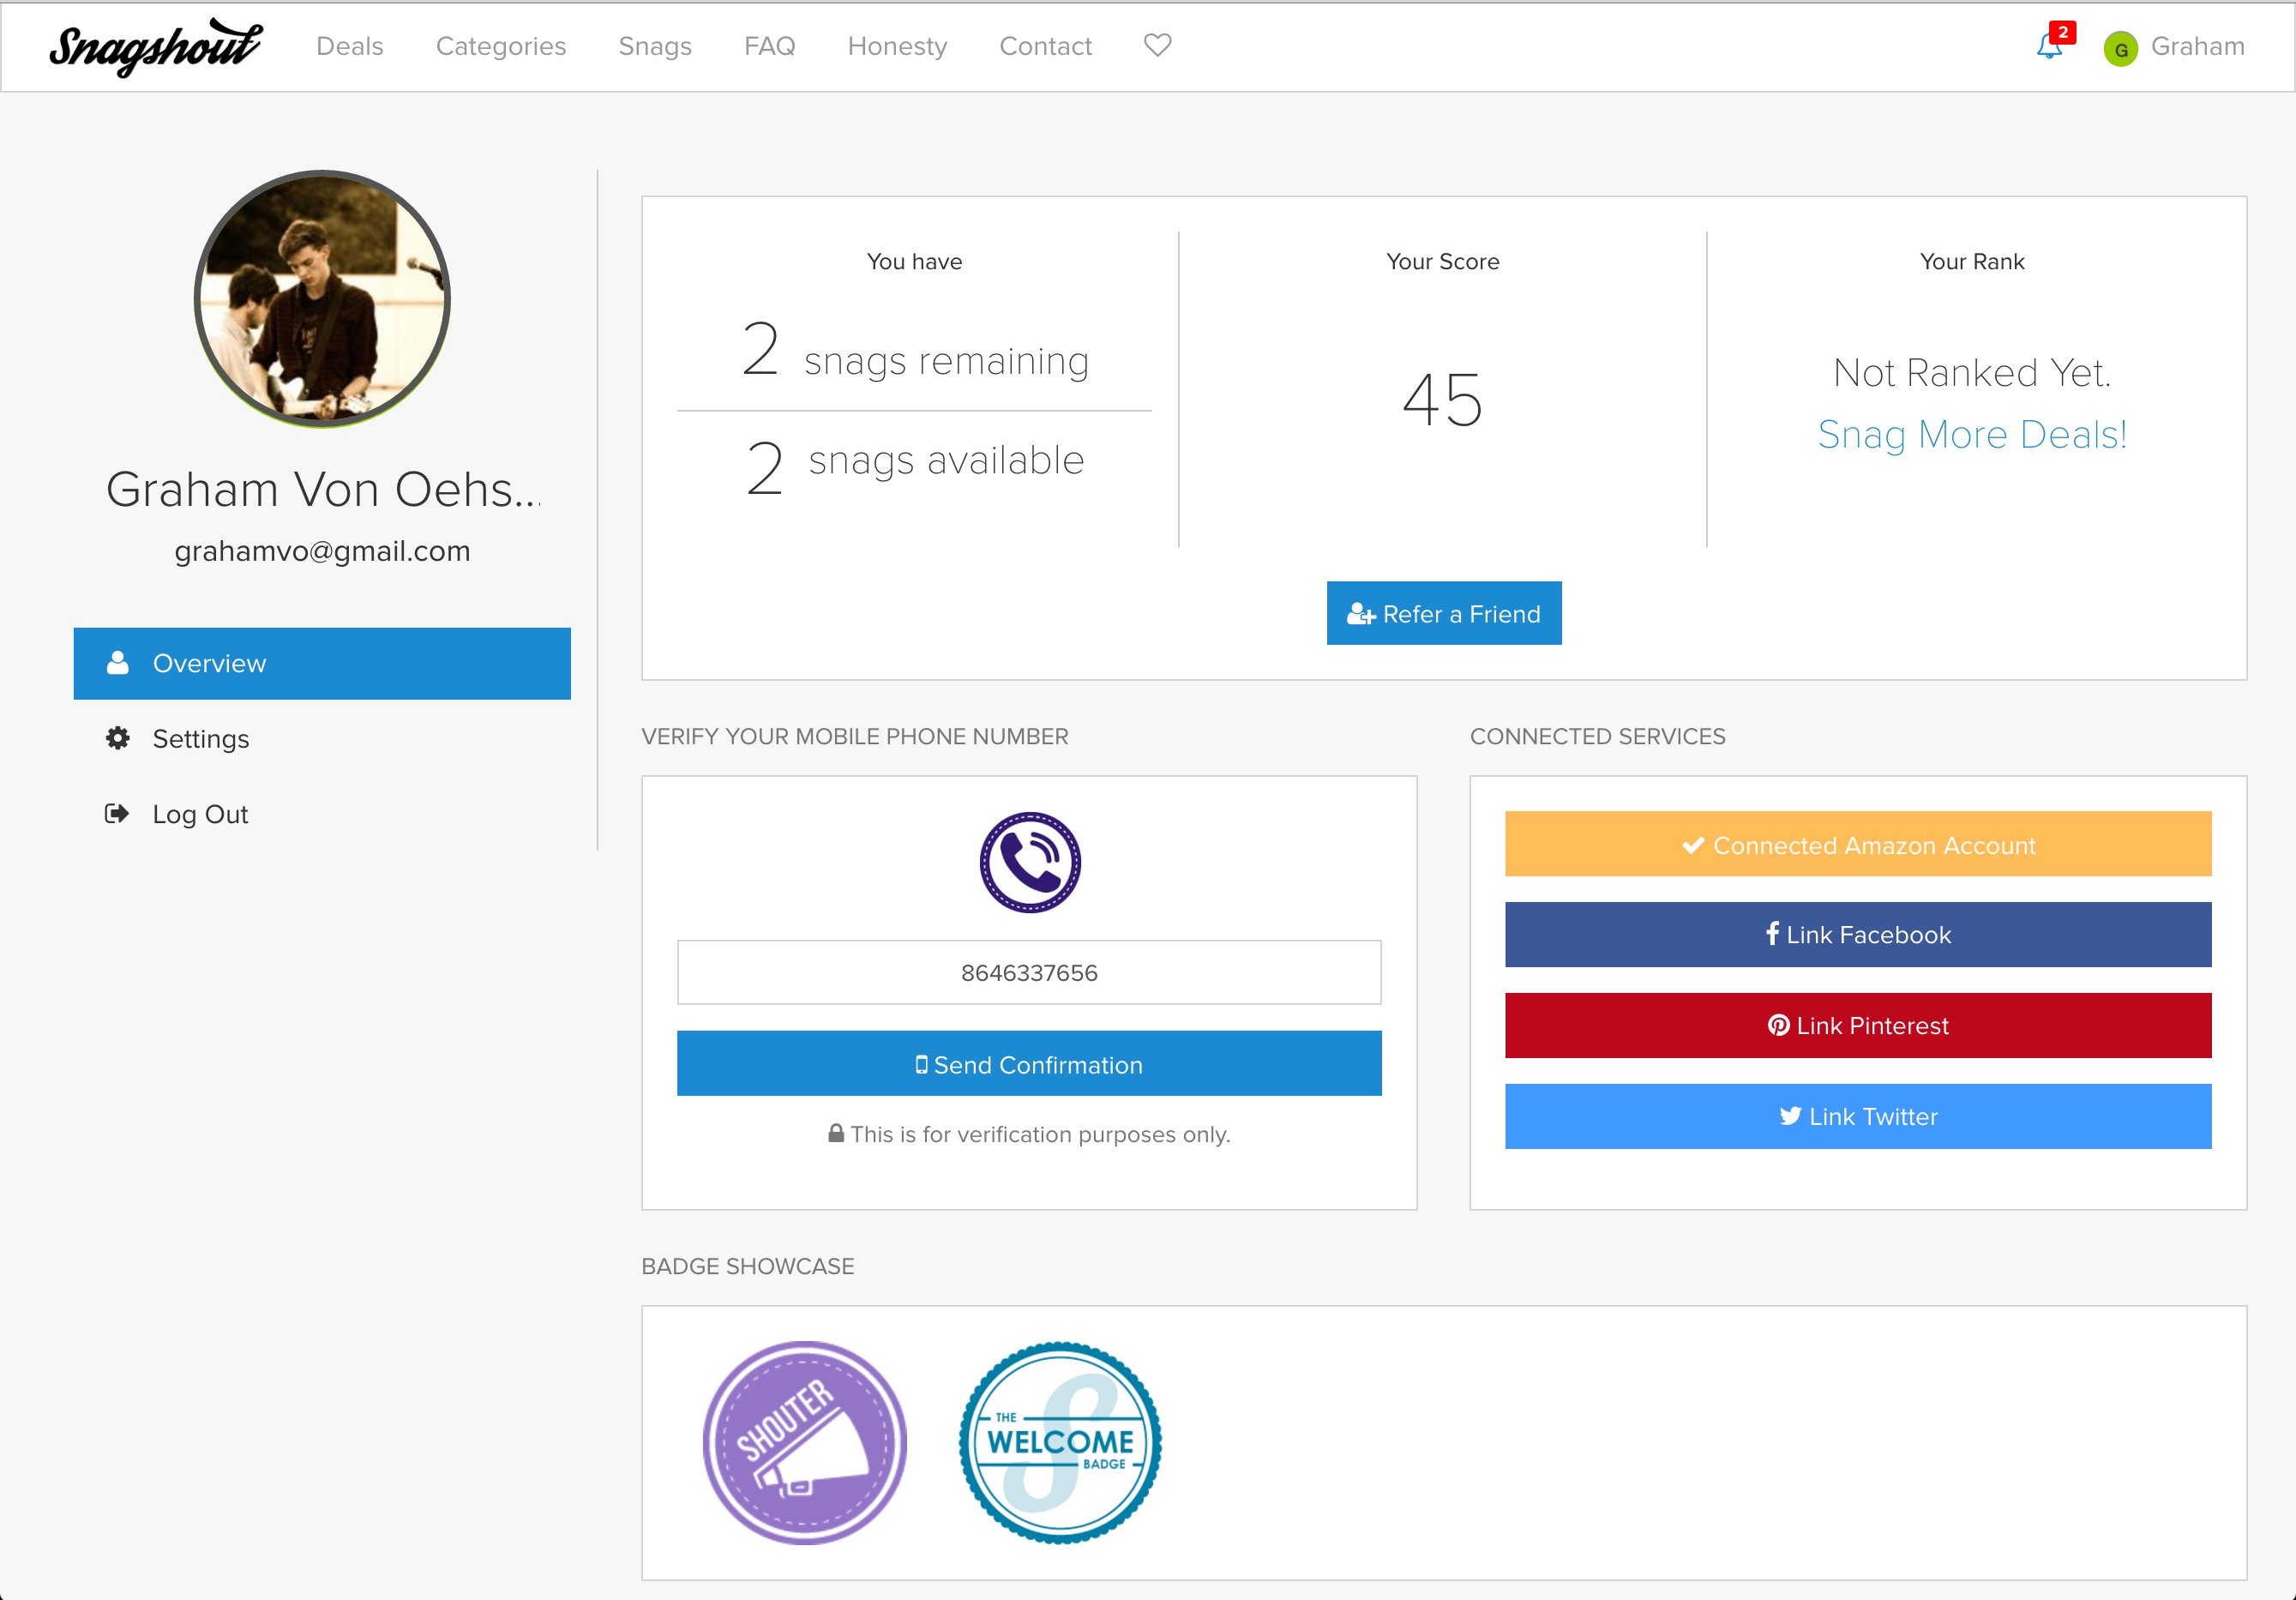 Snagshout Deals Categories Snags FAQ Honesty Contact 2 G Graham
Graham Von Oehs...
grahamvo@gmail.com
Overview
Settings
Log Out
You have
2 snags remaining
2 snags available
Your Score
45
Your Rank
Not Ranked Yet.
Snag More Deals!
Refer a Friend
VERIFY YOUR MOBILE PHONE NUMBER
8646337656
Send Confirmation
This is for verification purposes only.
CONNECTED SERVICES
Connected Amazon Account
Link Facebook
Link Pinterest
Link Twitter
BADGE SHOWCASE
SHOUTER
THE
WELCOME
BADGE